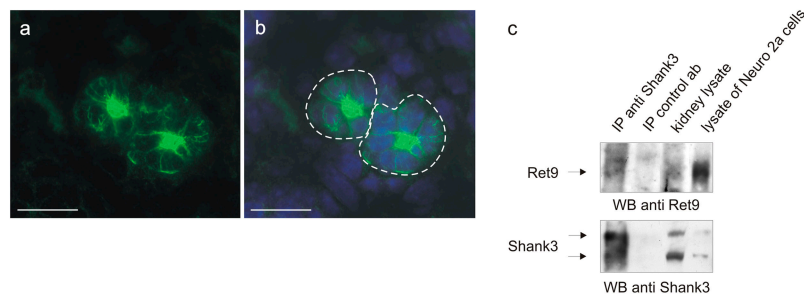 a
b
c
IP anti Shank3
IP control ab
kidney lysate
lysate of Neuro 2a cells
Ret9
WB anti Ret9
Shank3
WB anti Shank3